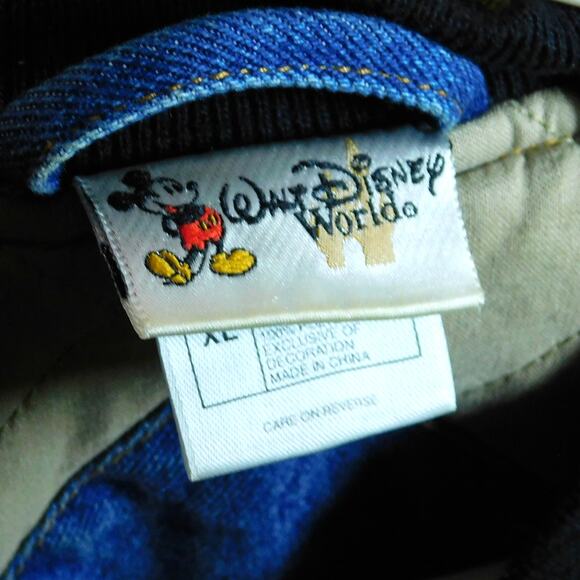 Walt Disney
World®
XL
EXCLUSIVE OF
DECORATION
MADE IN CHINA
CARE ON REVERSE